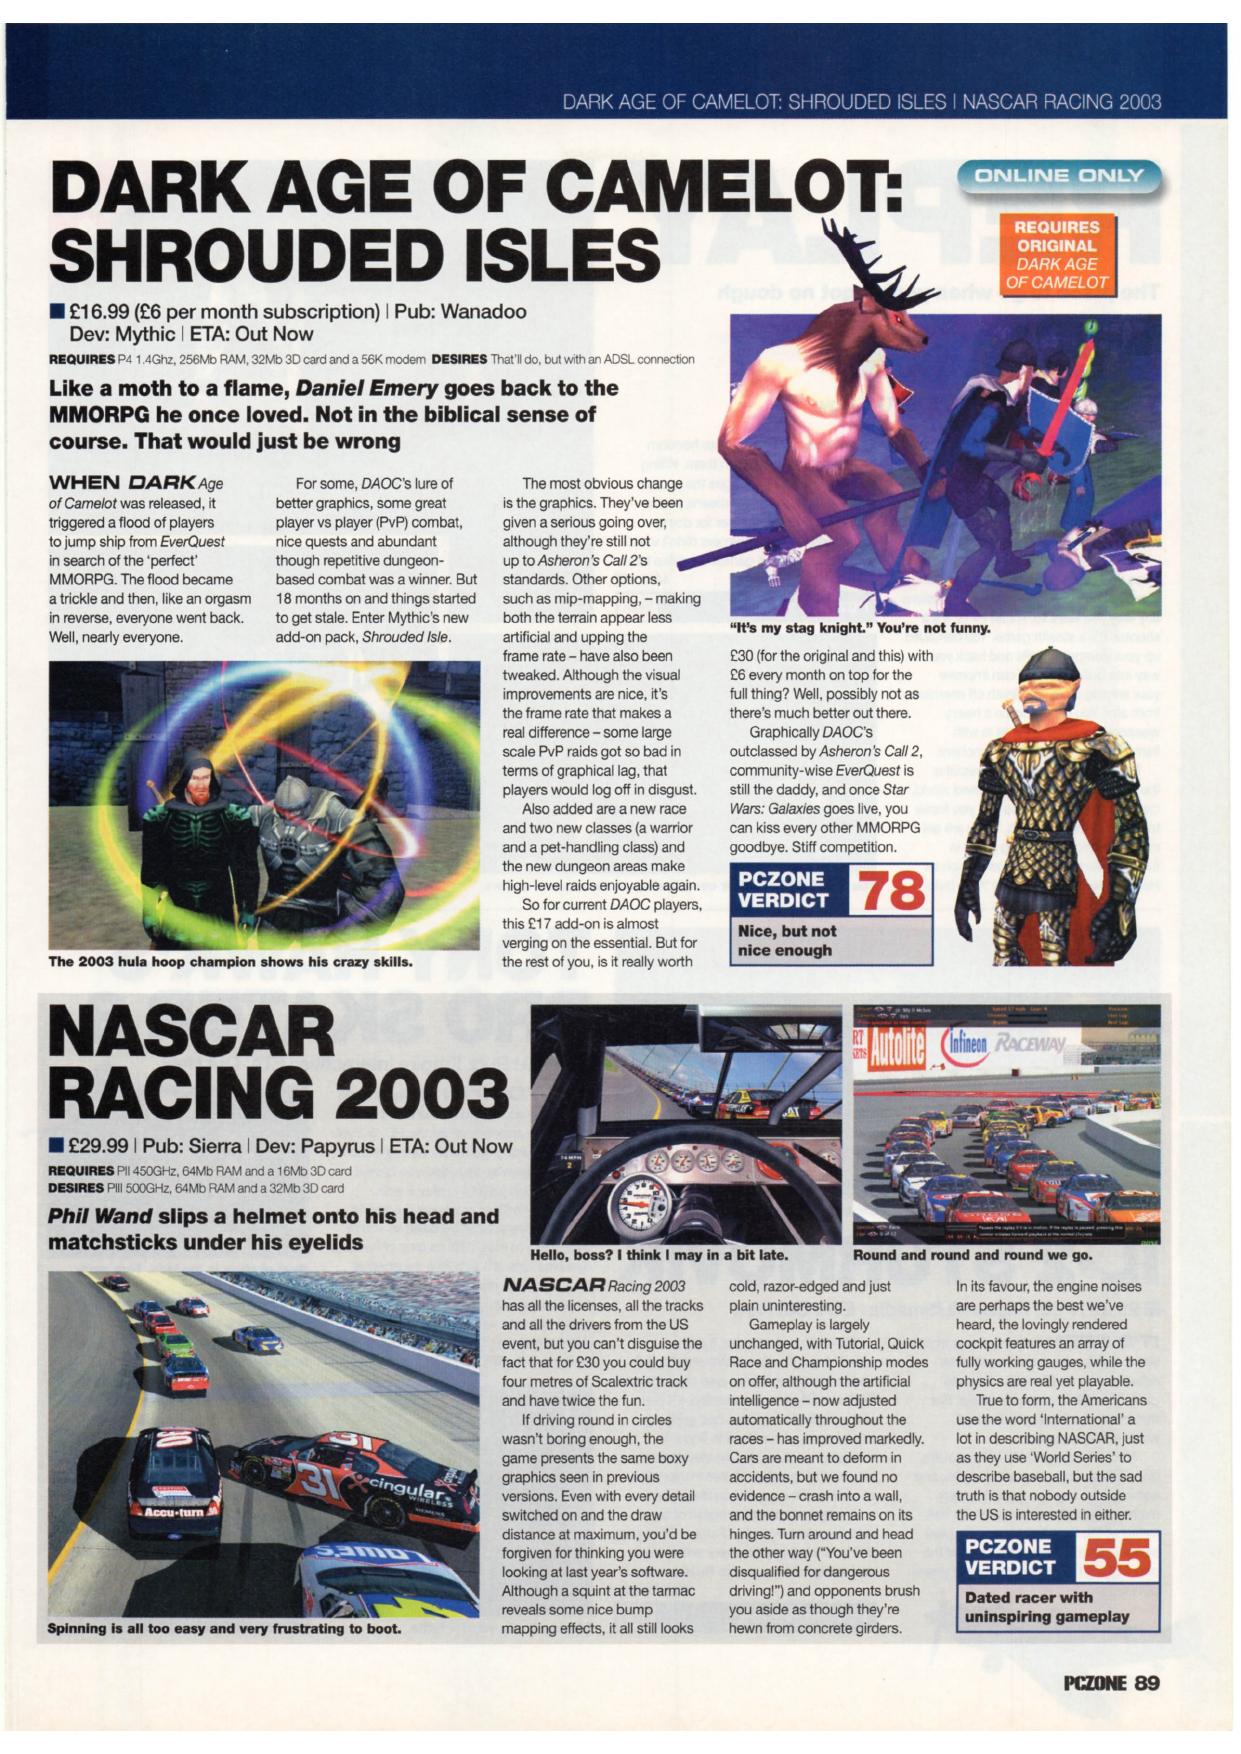 DARK AGE OF CAMELOT: SHROUDED ISLES | NASCAR RACING 2003
DARK AGE OF CAMELOT:
SHROUDED ISLES
ONLINE ONLY
REQUIRES
ORIGINAL
DARK AGE
OF CAMELOT
£16.99 (£6 per month subscription) | Pub: Wanadoo
Dev: Mythic | ETA: Out Now
REQUIRES P4 1.4Ghz, 256Mb RAM, 32Mb 3D card and a 56K modem DESIRES That'll do, but with an ADSL connection
Like a moth to a flame, Daniel Emery goes back to the
MMORPG he once loved. Not in the biblical sense of
course. That would just be wrong
WHEN DARK Age
of Camelot was released, it
triggered a flood of players
to jump ship from EverQuest
in search of the 'perfect'
MMORPG. The flood became
a trickle and then, like an orgasm
in reverse, everyone went back.
Well, nearly everyone.
For some, DAOC's lure of
better graphics, some great
player vs player (PvP) combat,
nice quests and abundant
though repetitive dungeon-
based combat was a winner. But
18 months on and things started
to get stale. Enter Mythic's new
add-on pack, Shrouded Isle.
The 2003 hula hoop champion shows his crazy skills.
The most obvious change
is the graphics. They've been
given a serious going over,
although they're still not
up to Asheron's Call 2's
standards. Other options,
such as mip-mapping, – making
both the terrain appear less
artificial and upping the
frame rate – have also been
tweaked. Although the visual
improvements are nice, it's
the frame rate that makes a
real difference – some large
scale PvP raids got so bad in
terms of graphical lag, that
players would log off in disgust.
Also added are a new race
and two new classes (a warrior
and a pet-handling class) and
the new dungeon areas make
high-level raids enjoyable again.
So for current DAOC players,
this £17 add-on is almost
verging on the essential. But for
the rest of you, is it really worth
"It's my stag knight." You're not funny.
£30 (for the original and this) with
£6 every month on top for the
full thing? Well, possibly not as
there's much better out there.
Graphically DAOC's
outclassed by Asheron's Call 2,
community-wise EverQuest is
still the daddy, and once Star
Wars: Galaxies goes live, you
can kiss every other MMORPG
goodbye. Stiff competition.
PCZONE
VERDICT
78
Nice, but not
nice enough
NASCAR
RACING 2003
£29.99 | Pub: Sierra | Dev: Papyrus | ETA: Out Now
REQUIRES PII 450GHz, 64Mb RAM and a 16Mb 3D card
DESIRES PIII 500GHz, 64Mb RAM and a 32Mb 3D card
Phil Wand slips a helmet onto his head and
matchsticks under his eyelids
Autolite
Infineon RACEWAY
Hello, boss? I think I may in a bit late.
Round and round and round we go.
31
31
cingular
WIRELESS
SIEMENS
Accu-turn
LOWE'S
Spinning is all too easy and very frustrating to boot.
NASCAR Racing 2003
has all the licenses, all the tracks
and all the drivers from the US
event, but you can't disguise the
fact that for £30 you could buy
four metres of Scalextric track
and have twice the fun.
If driving round in circles
wasn't boring enough, the
game presents the same boxy
graphics seen in previous
versions. Even with every detail
switched on and the draw
distance at maximum, you'd be
forgiven for thinking you were
looking at last year's software.
Although a squint at the tarmac
reveals some nice bump
mapping effects, it all still looks
cold, razor-edged and just
plain uninteresting.
Gameplay is largely
unchanged, with Tutorial, Quick
Race and Championship modes
on offer, although the artificial
intelligence – now adjusted
automatically throughout the
races – has improved markedly.
Cars are meant to deform in
accidents, but we found no
evidence – crash into a wall,
and the bonnet remains on its
hinges. Turn around and head
the other way ("You've been
disqualified for dangerous
driving!") and opponents brush
you aside as though they're
hewn from concrete girders.
In its favour, the engine noises
are perhaps the best we've
heard, the lovingly rendered
cockpit features an array of
fully working gauges, while the
physics are real yet playable.
True to form, the Americans
use the word 'International' a
lot in describing NASCAR, just
as they use 'World Series' to
describe baseball, but the sad
truth is that nobody outside
the US is interested in either.
PCZONE
VERDICT
55
Dated racer with
uninspiring gameplay
PCZONE 89